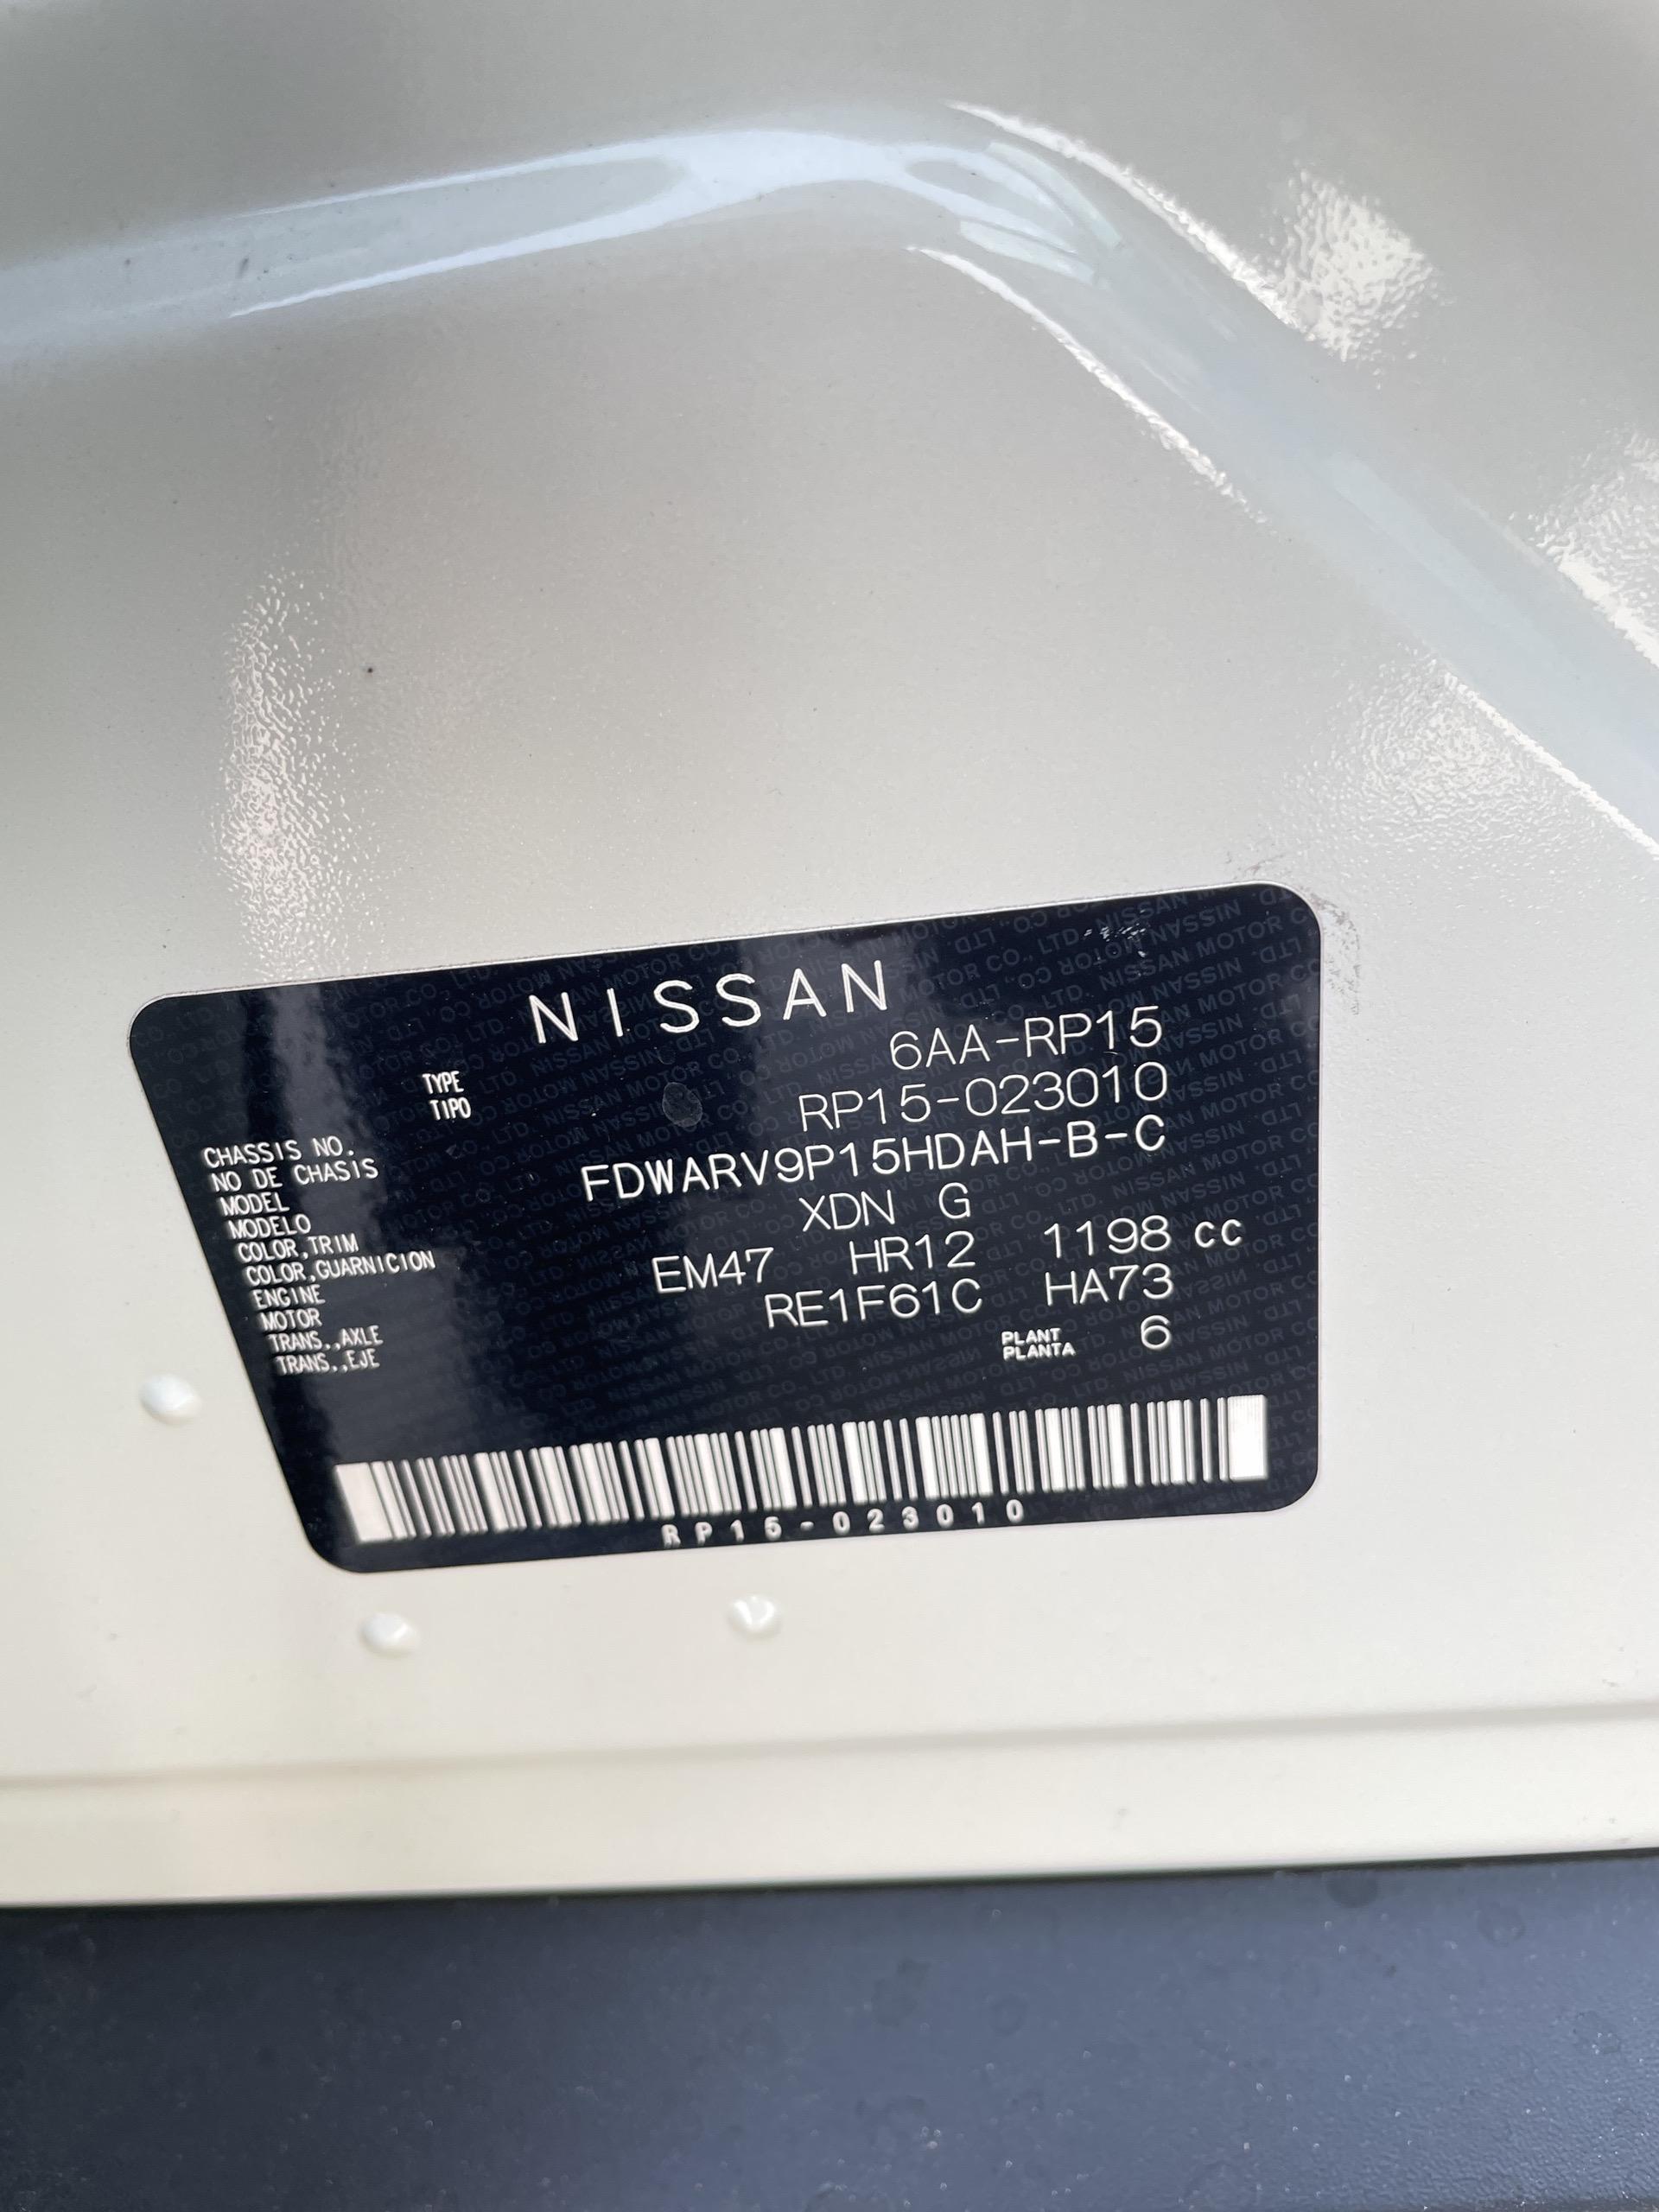 NISSAN
TYPE
TIPO
6AA-RP15
CHASSIS NO.
NO DE CHASIS
RP15-023010
MODEL
MODELO
FDWARV9P15HDAH-B-C
COLOR,TRIM
COLOR,GUARNICION
XDN G
ENGINE
MOTOR
EM47 HR12 1198 cc
TRANS.,AXLE
TRANS.,EJE
RE1F61C HA73
PLANT
PLANTA
6
RP15-023010